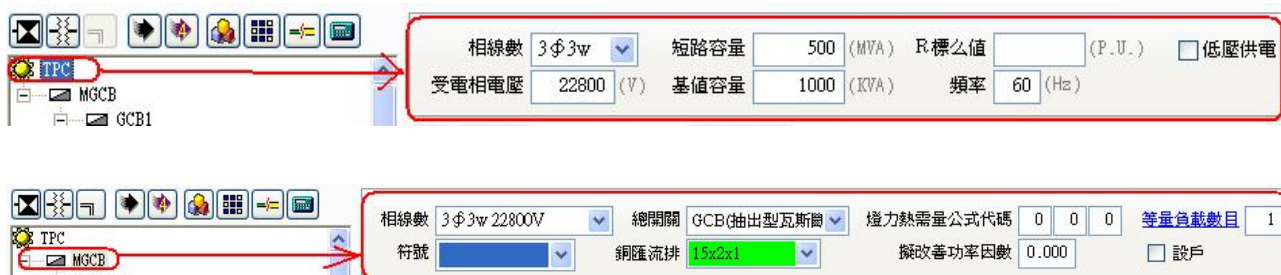 相線數 3ϕ3w 短路容量 500 (MVA) R標么值 (P.U.) 低壓供電
TPC
受電相電壓 22800 (V) 基值容量 1000 (KVA) 頻率 60 (Hz)
MGCB
GCB1
相線數 3ϕ3w 22800V 總開關 GCB(抽出型瓦斯斷 燈力熱需量公式代碼 0 0 0 等量負載數目 1
TPC
符號 銅匯流排 15x2x1 擬改善功率因數 0.000 設戶
MGCB